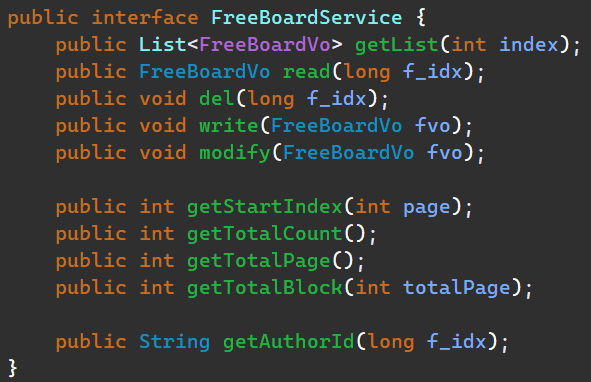 public interface FreeBoardService {
    public List<FreeBoardVo> getList(int index);
    public FreeBoardVo read(long f_idx);
    public void del(long f_idx);
    public void write(FreeBoardVo fvo);
    public void modify(FreeBoardVo fvo);

    public int getStartIndex(int page);
    public int getTotalCount();
    public int getTotalPage();
    public int getTotalBlock(int totalPage);

    public String getAuthorId(long f_idx);
}